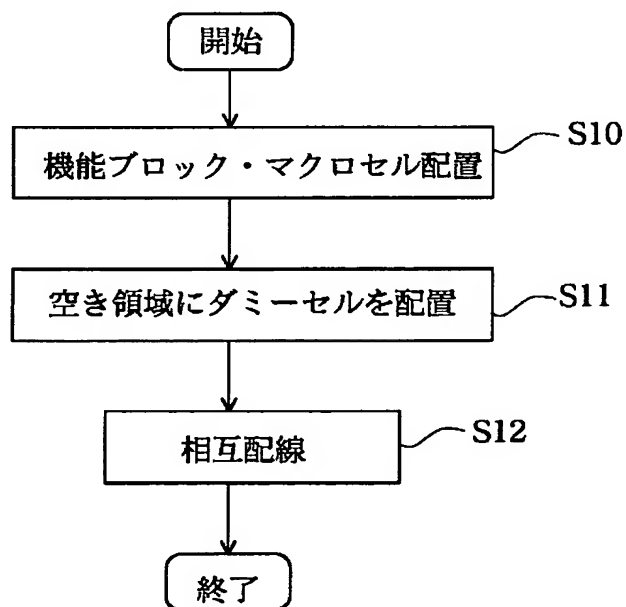 開始
機能ブロック・マクロセル配置
S10
空き領域にダミーセルを配置
S11
相互配線
S12
終了